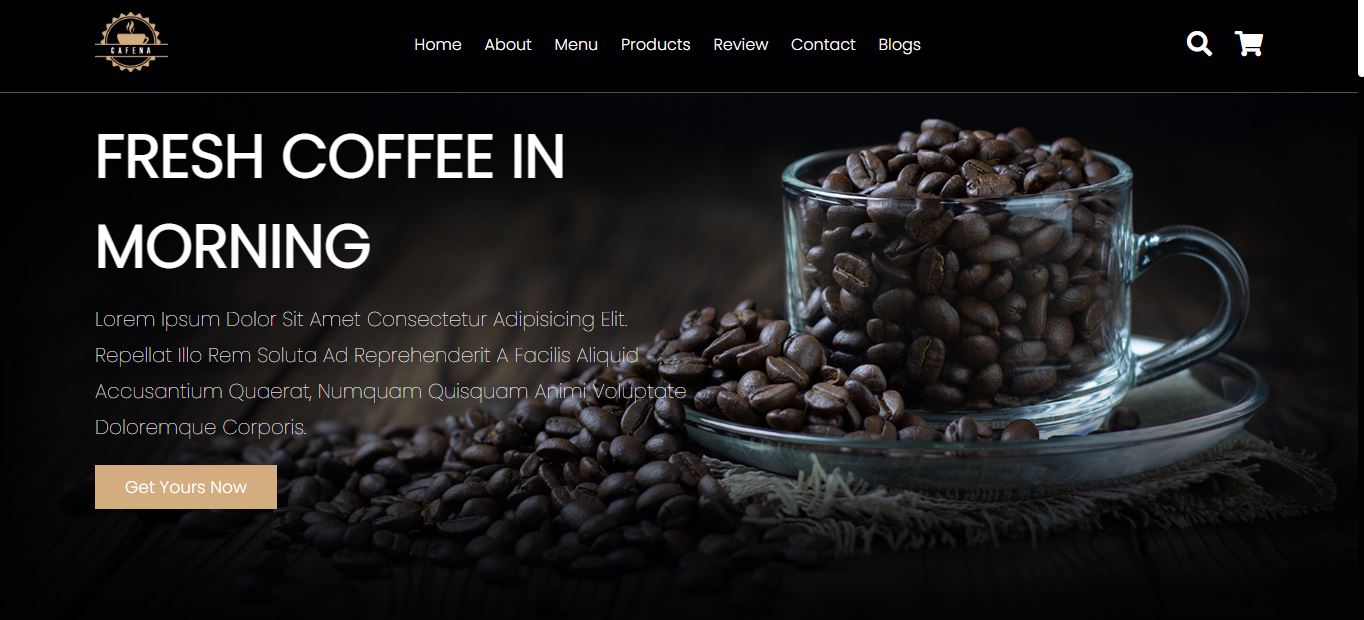 CAFENA
Home About Menu Products Review Contact Blogs
FRESH COFFEE IN
MORNING
Lorem Ipsum Dolor Sit Amet Consectetur Adipisicing Elit.
Repellat Illo Rem Soluta Ad Reprehenderit A Facilis Aliquid
Accusantium Quaerat, Numquam Quisquam Animi Voluptate
Doloremque Corporis.
Get Yours Now